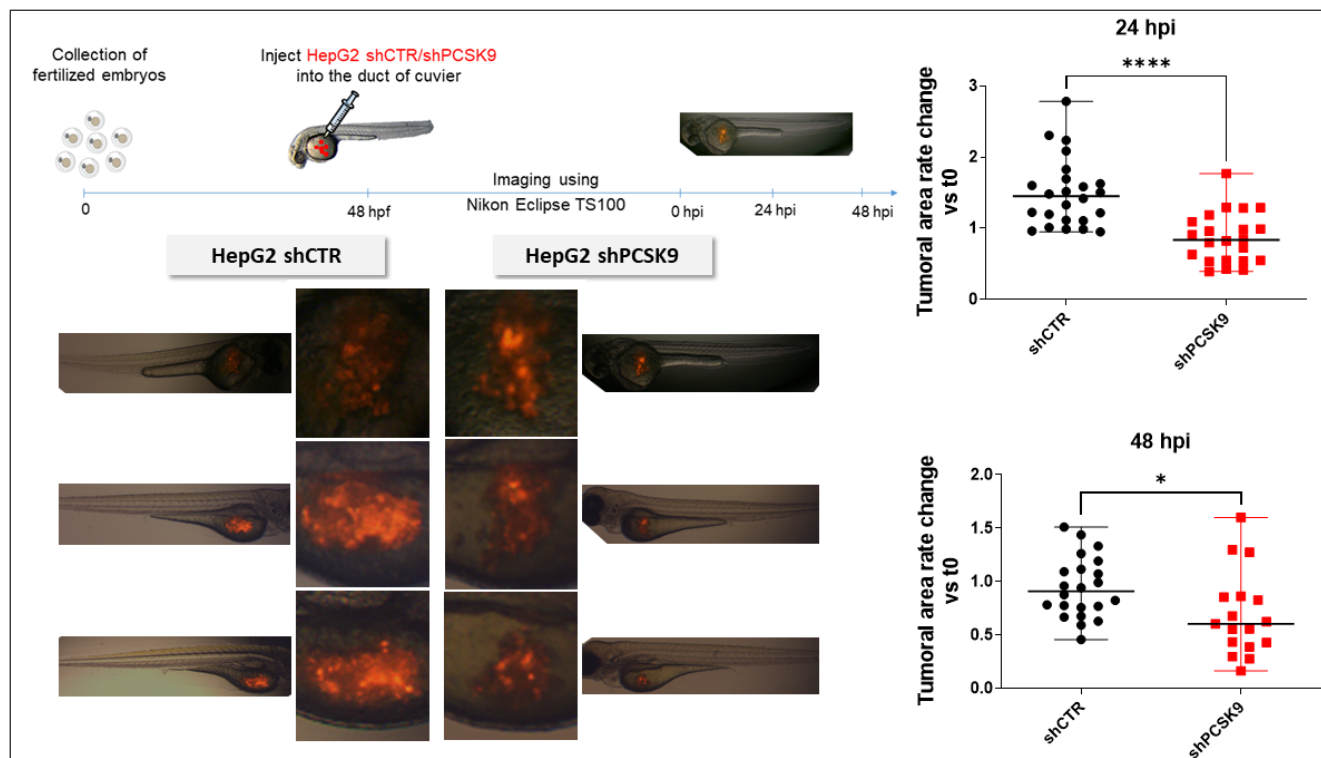 Collection of
fertilized embryos
Inject HepG2 shCTR/shPCSK9
into the duct of cuvier
Imaging using
Nikon Eclipse TS100
0
48 hpf
0 hpi
24 hpi
48 hpi
HepG2 shCTR
HepG2 shPCSK9
24 hpi
****
Tumoral area rate change
vs t0
3
2
1
0
shCTR
shPCSK9
48 hpi
*
Tumoral area rate change
vs t0
2.0
1.5
1.0
0.5
0.0
shCTR
shPCSK9